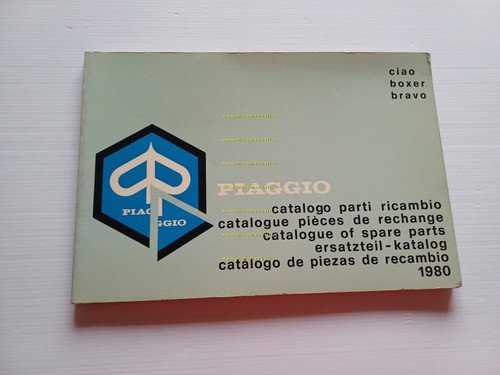 ciao
boxer
bravo
PIAGGIO
PIAGGIO
catalogo parti ricambio
catalogue pièces de rechange
catalogue of spare parts
ersatzteil-katalog
catálogo de piezas de recambio
1980